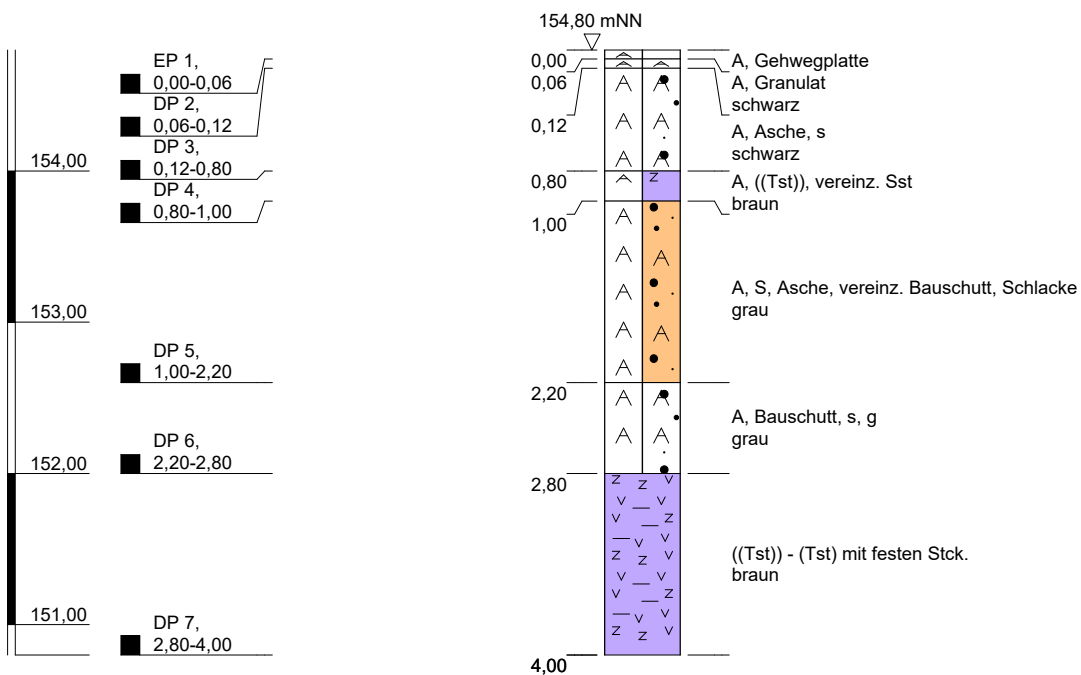 154,80 mNN
EP 1,
0,00-0,06
DP 2,
0,06-0,12
DP 3,
0,12-0,80
DP 4,
0,80-1,00
DP 5,
1,00-2,20
DP 6,
2,20-2,80
DP 7,
2,80-4,00
154,00
153,00
152,00
151,00
0,00
0,06
0,12
0,80
1,00
2,20
2,80
4,00
A, Gehwegplatte
A, Granulat
schwarz
A, Asche, s
schwarz
A, ((Tst)), vereinz. Sst
braun
A, S, Asche, vereinz. Bauschutt, Schlacke
grau
A, Bauschutt, s, g
grau
((Tst)) - (Tst) mit festen Stck.
braun